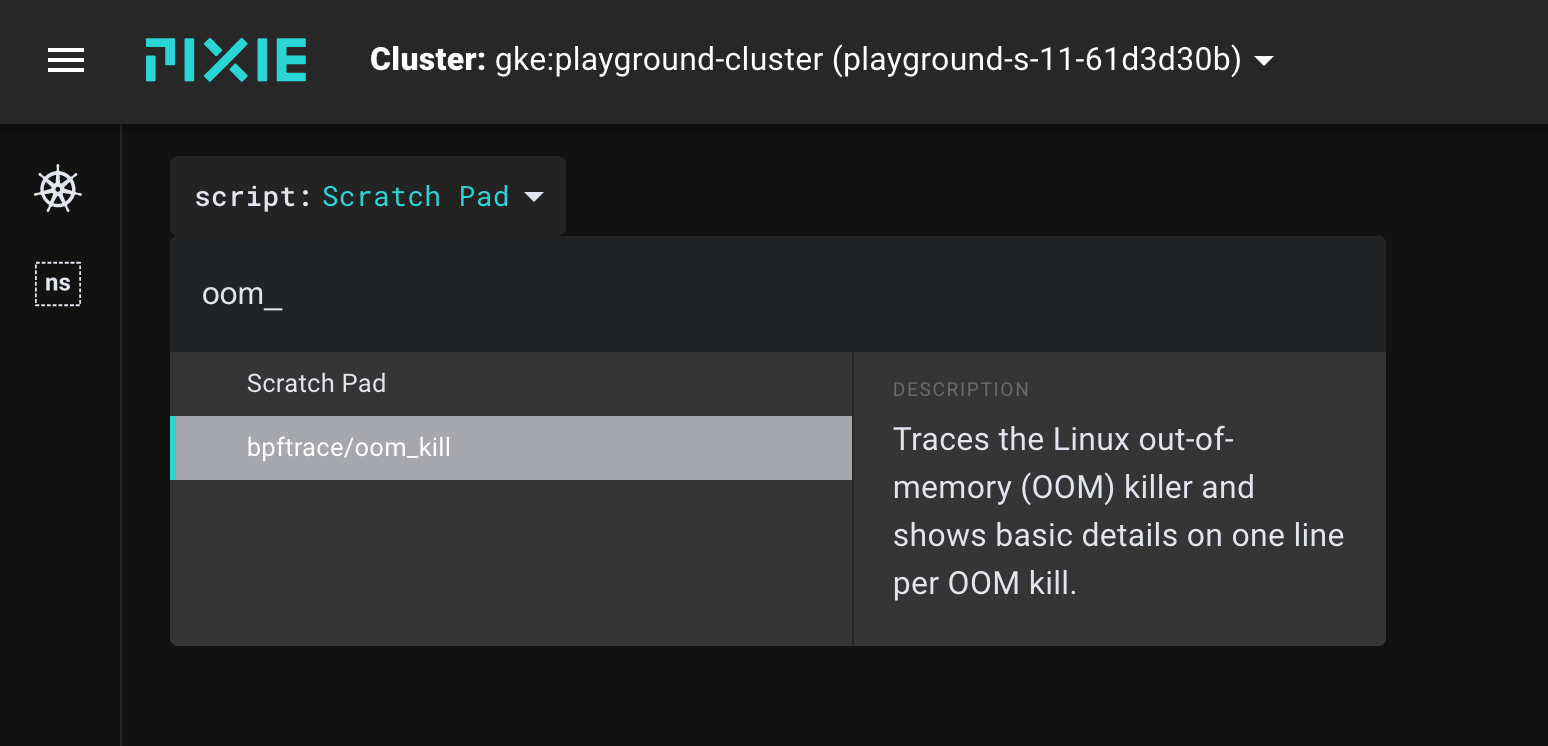 PIXIE
Cluster: gke:playground-cluster (playground-s-11-61d3d30b)
script: Scratch Pad
ns
oom_
Scratch Pad
bpftrace/oom_kill
DESCRIPTION
Traces the Linux out-of-
memory (OOM) killer and
shows basic details on one line
per OOM kill.